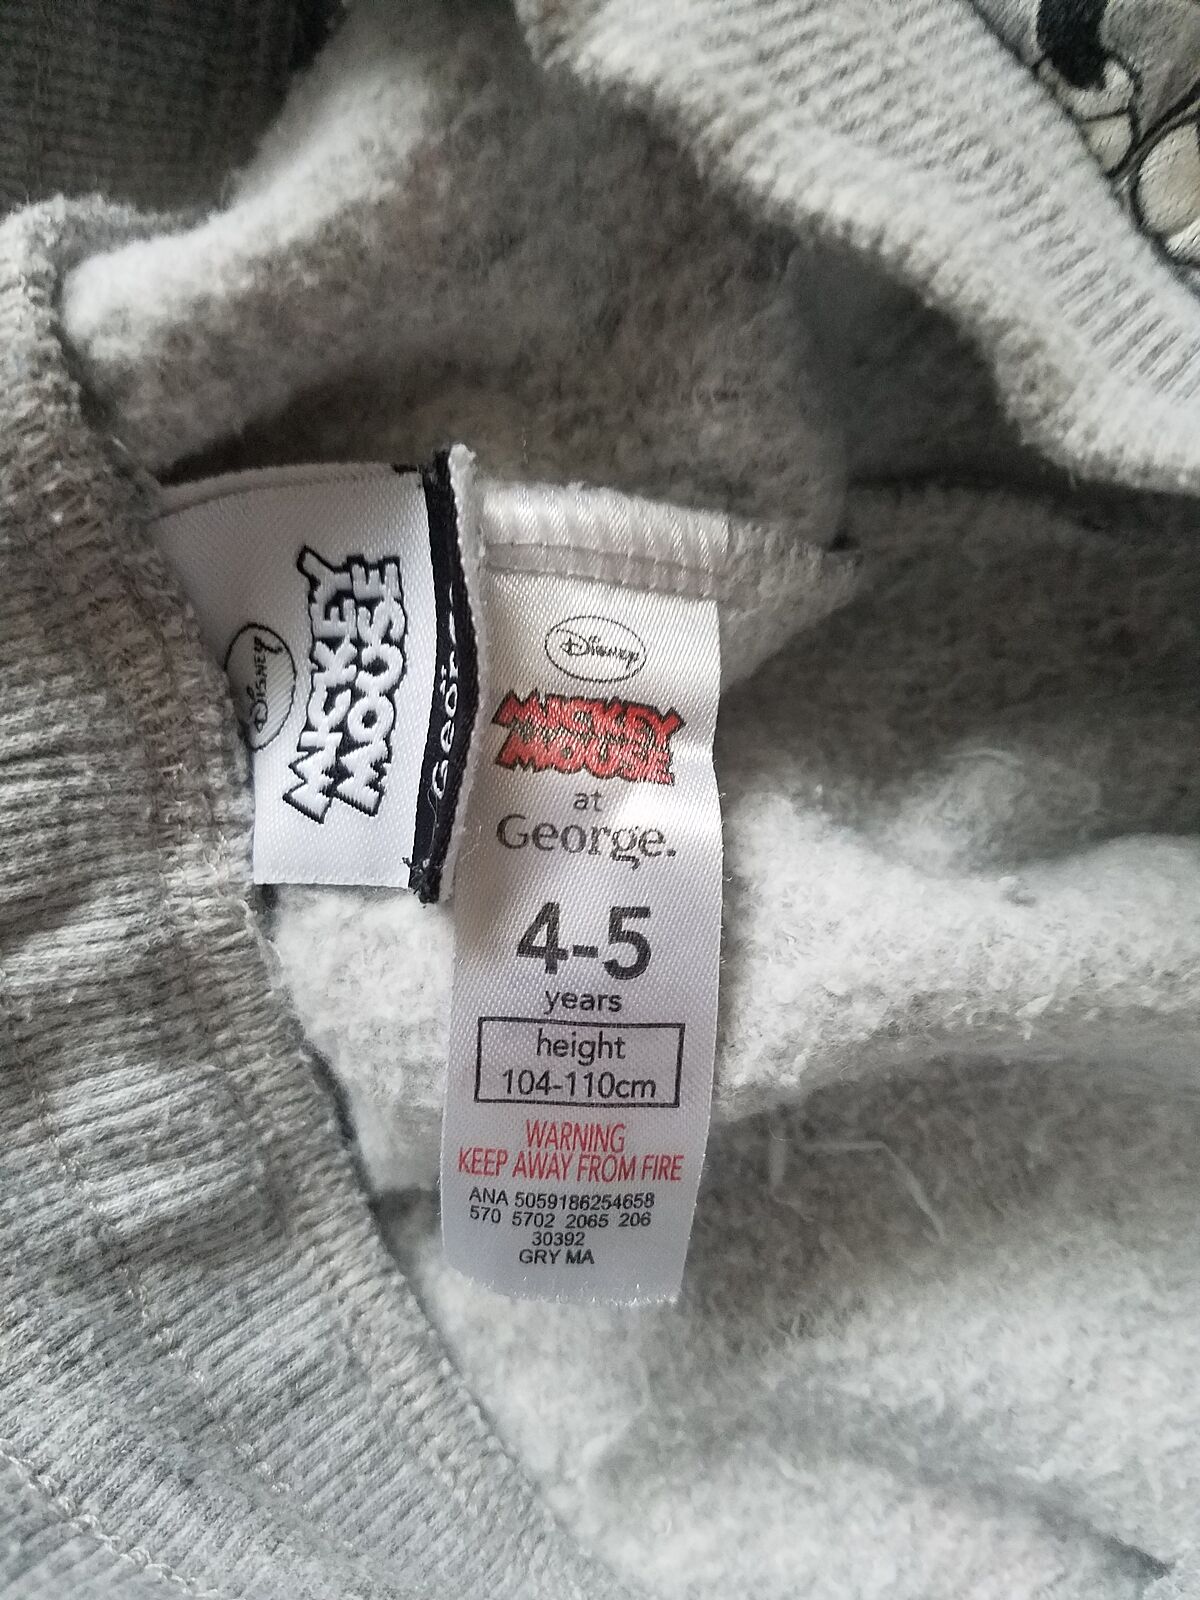 Disney
MICKEY
MOUSE
Disney
MICKEY
MOUSE
at
George.
4-5
years
height
104-110cm
WARNING
KEEP AWAY FROM FIRE
ANA 5059186254658
570 5702 2065 206
30392
GRY MA